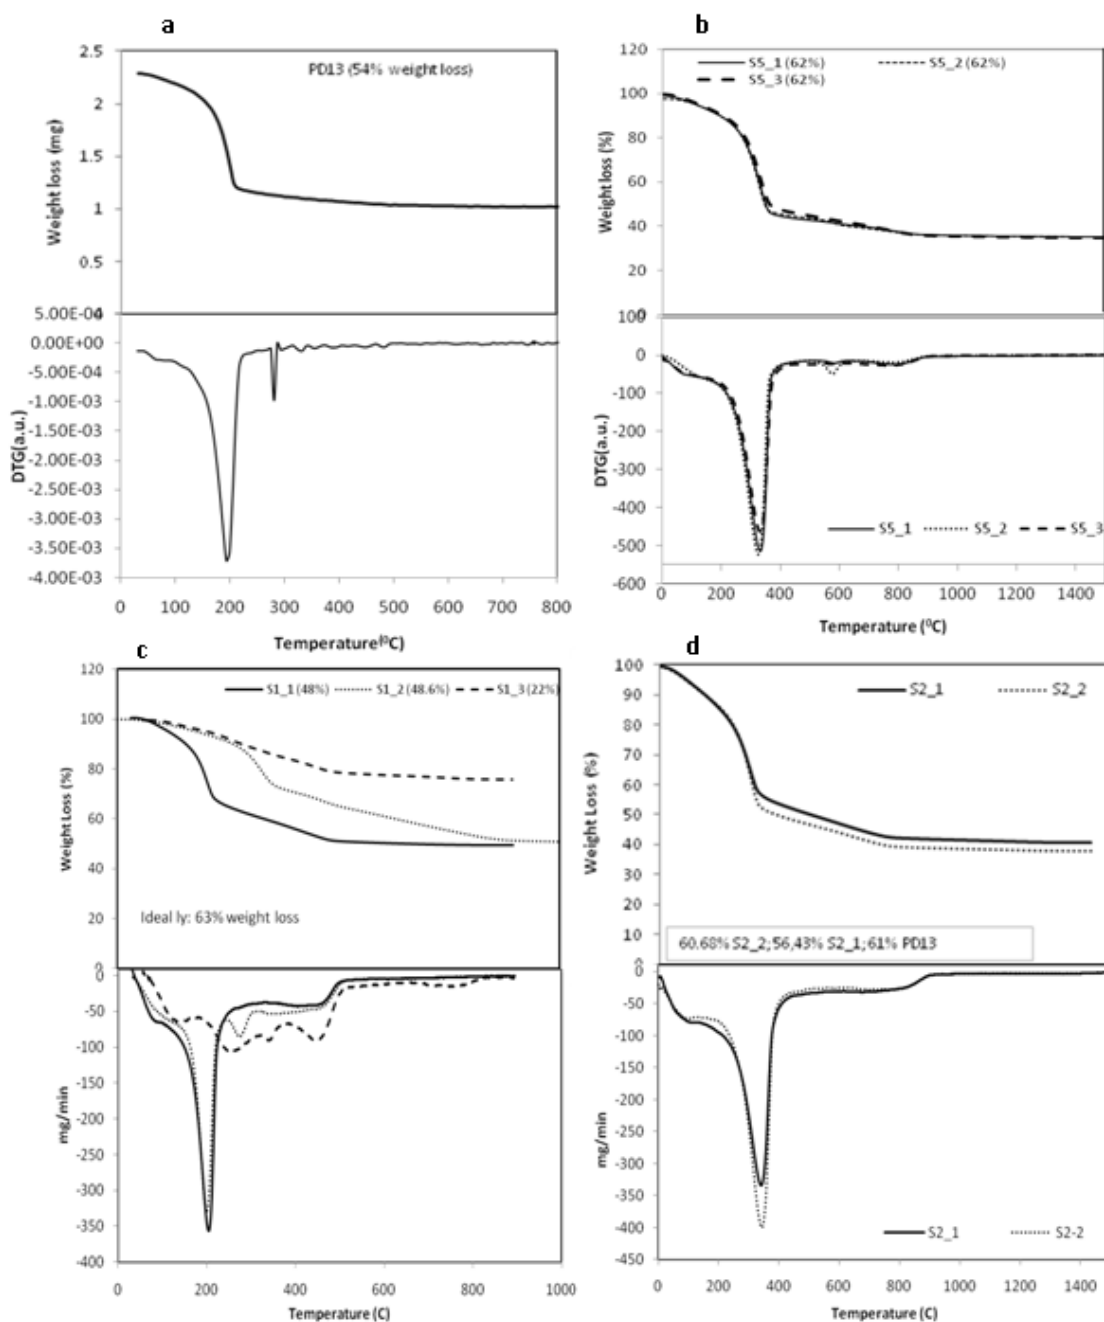 a
2.5
2
1.5
1
0.5
0
Weight loss (mg)
PD13 (54% weight loss)
5.00E-04
0.00E+00
-5.00E-04
-1.00E-03
-1.50E-03
-2.00E-03
-2.50E-03
-3.00E-03
-3.50E-03
-4.00E-03
DTG(a.u.)
0 100 200 300 400 500 600 700 800
Temperature(⁰C)
b
120
100
80
60
40
20
0
Weight loss (%)
S5_1 (62%) S5_2 (62%)
S5_3 (62%)
100
0
-100
-200
-300
-400
-500
-600
DTG(a.u.)
S5_1 S5_2 S5_3
0 200 400 600 800 1000 1200 1400
Temperature (⁰C)
c
120
100
80
60
40
20
0
Weight Loss (%)
S1_1 (48%) S1_2 (48.6%) S1_3 (22%)
Ideal ly: 63% weight loss
0
-50
-100
-150
-200
-250
-300
-350
-400
mg/min
0 200 400 600 800 1000
Temperature (C)
d
100
90
80
70
60
50
40
30
20
10
0
Weight Loss (%)
S2_1 S2_2
60.68% S2_2; 56,43% S2_1; 61% PD13
0
-50
-100
-150
-200
-250
-300
-350
-400
-450
mg/min
S2_1 S2-2
0 200 400 600 800 1000 1200 1400
Temperature (C)